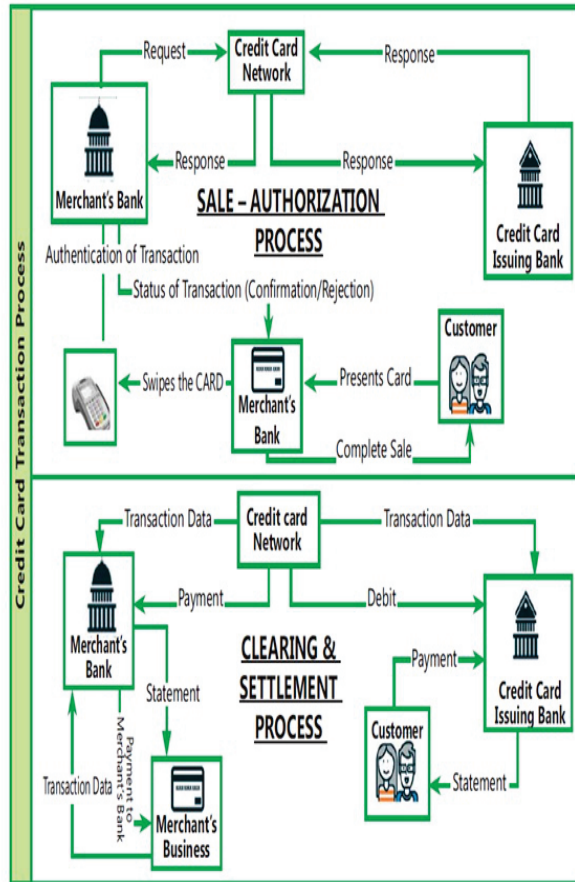 Credit Card Transaction Process
Request
Credit Card
Network
Response
Response
Response
Merchant's Bank
SALE – AUTHORIZATION
PROCESS
Credit Card
Issuing Bank
Authentication of Transaction
Status of Transaction (Confirmation/Rejection)
Customer
Swipes the CARD
Presents Card
Merchant's
Bank
Complete Sale
Transaction Data
Credit card
Network
Transaction Data
Payment
Debit
Merchant's
Bank
CLEARING &
SETTLEMENT
PROCESS
Statement
Payment
Credit Card
Issuing Bank
Customer
Payment to
Merchant's Bank
Transaction Data
Statement
Merchant's
Business